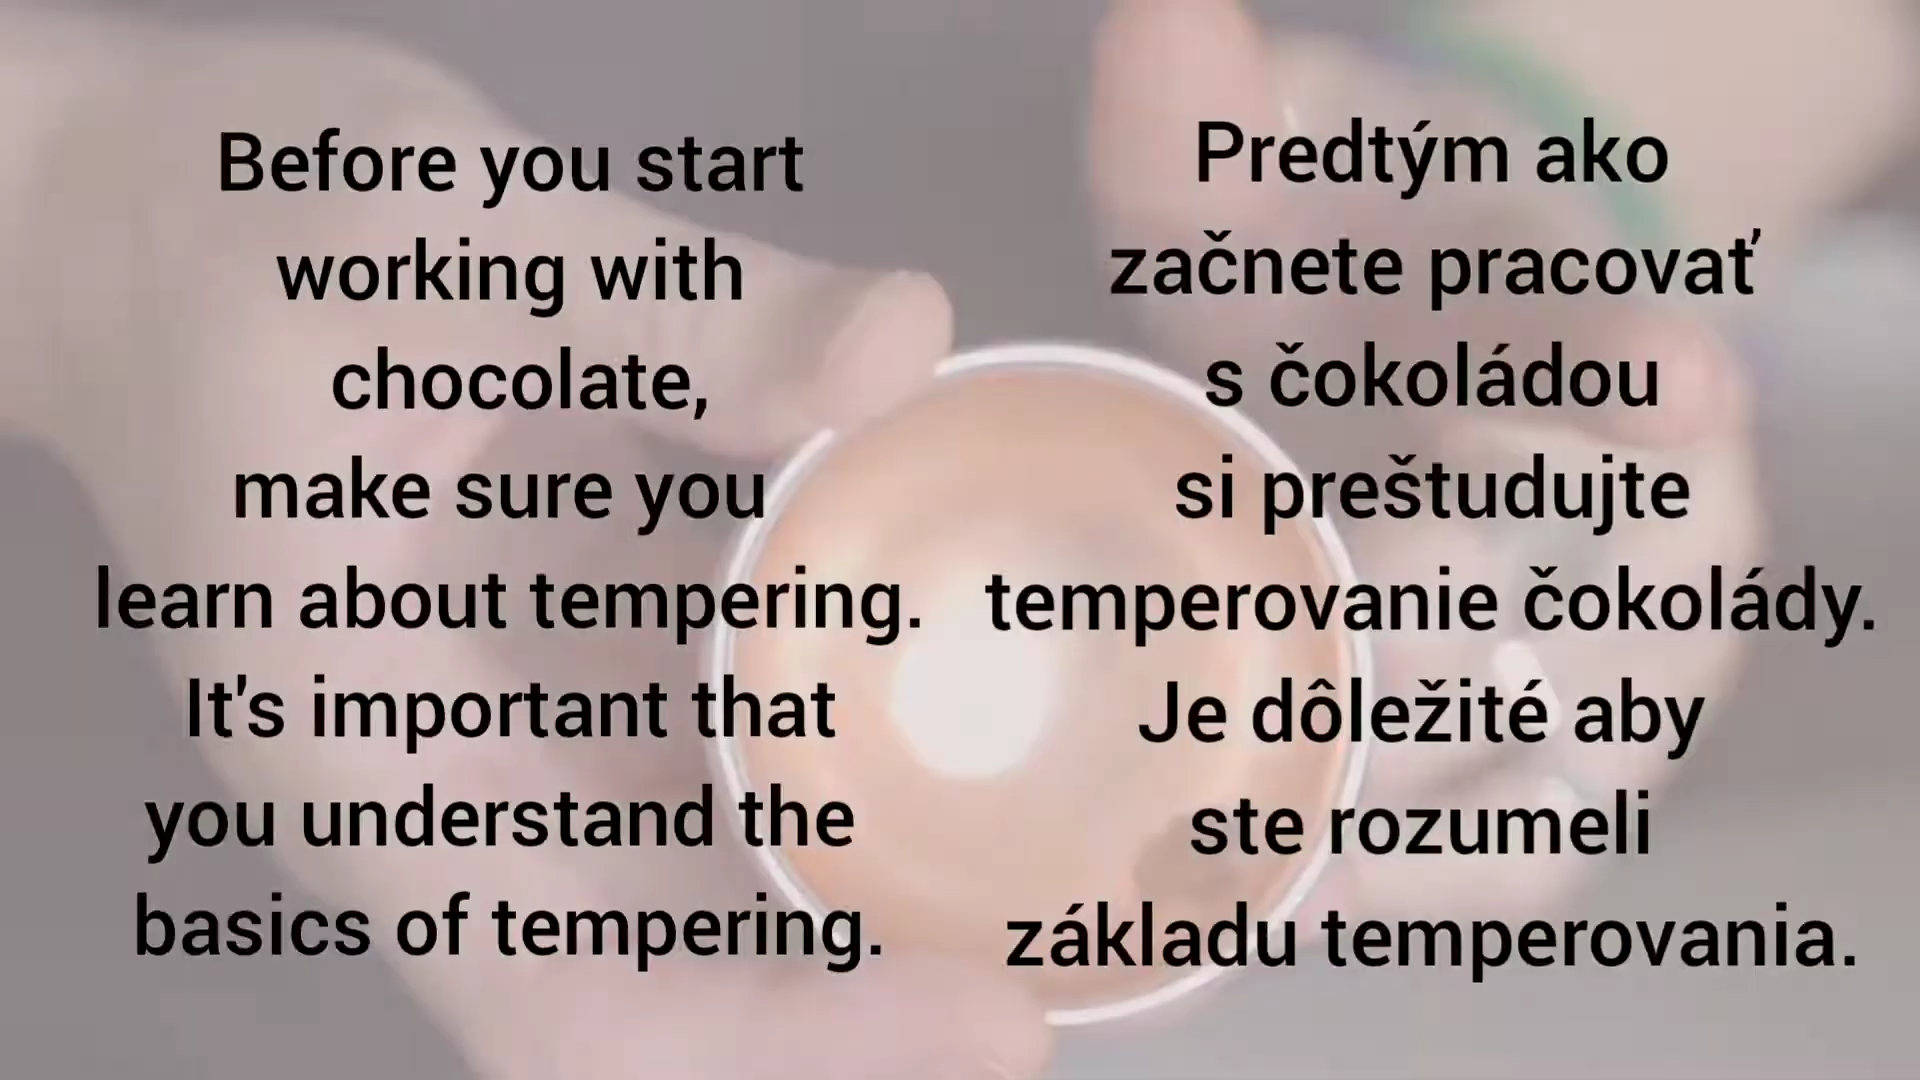 Before you start
working with
chocolate,
make sure you
learn about tempering.
It's important that
you understand the
basics of tempering.
Predtým ako
začnete pracovať
s čokoládou
si preštudujte
temperovanie čokolády.
Je dôležité aby
ste rozumeli
základu temperovania.